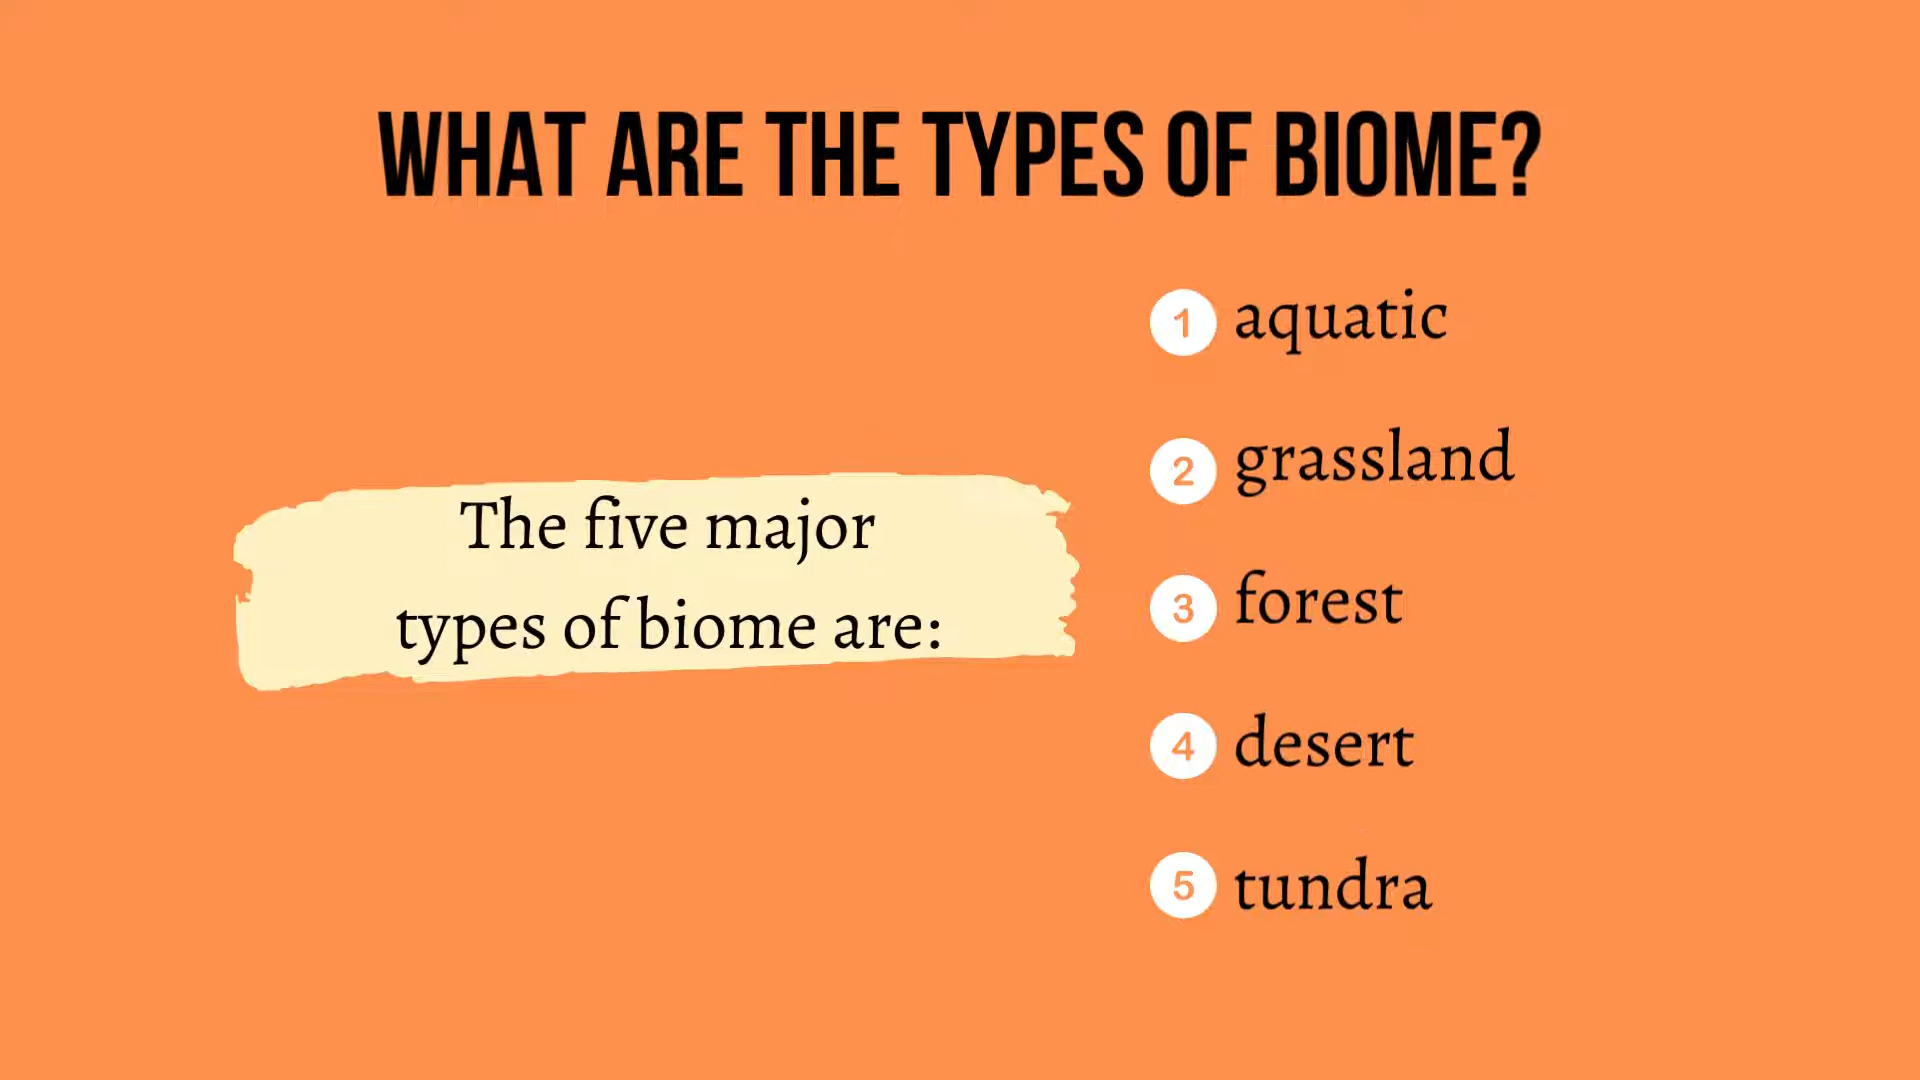 WHAT ARE THE TYPES OF BIOME?
The five major
types of biome are:
1 aquatic
2 grassland
3 forest
4 desert
5 tundra